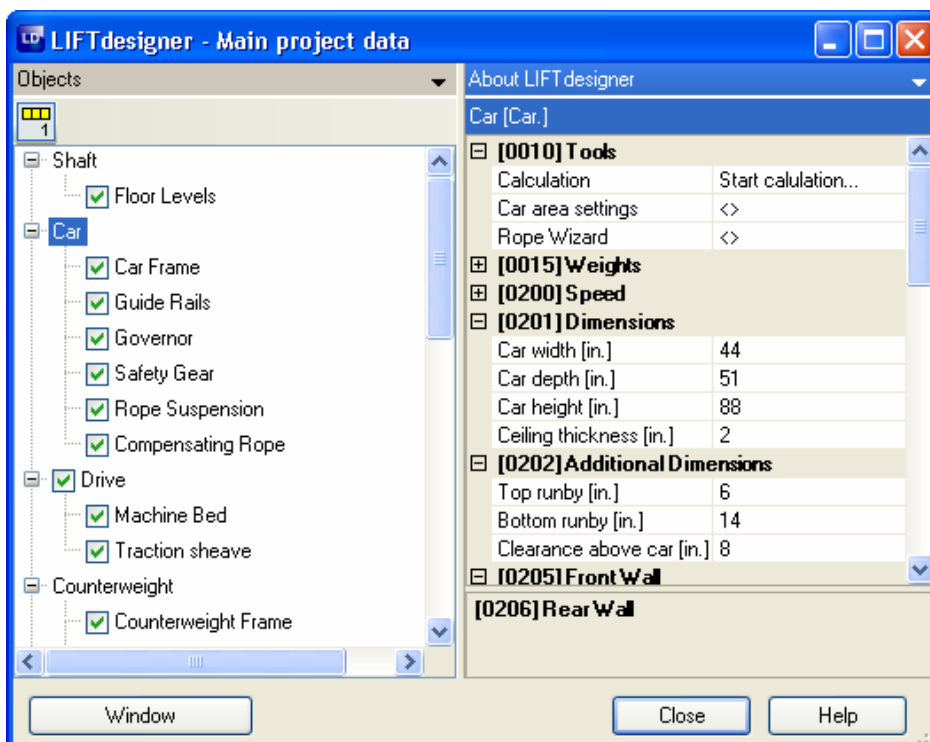 LD LIFTdesigner - Main project data
Objects
1
Shaft
Floor Levels
Car
Car Frame
Guide Rails
Governor
Safety Gear
Rope Suspension
Compensating Rope
Drive
Machine Bed
Traction sheave
Counterweight
Counterweight Frame
About LIFTdesigner
Car [Car.]
[0010] Tools
Calculation Start calulation...
Car area settings <>
Rope Wizard <>
[0015] Weights
[0200] Speed
[0201] Dimensions
Car width [in.] 44
Car depth [in.] 51
Car height [in.] 88
Ceiling thickness [in.] 2
[0202] Additional Dimensions
Top runby [in.] 6
Bottom runby [in.] 14
Clearance above car [in.] 8
[0205] Front Wall
[0206] Rear Wall
Window Close Help